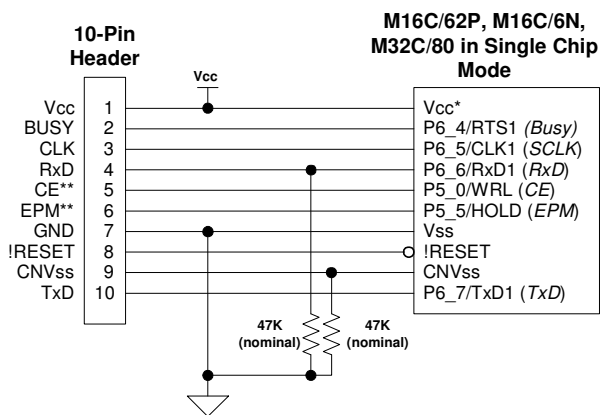 M16C/62P, M16C/6N,
M32C/80 in Single Chip
Mode
10-Pin
Header
Vcc
Vcc 1 Vcc*
BUSY 2 P6_4/RTS1 (Busy)
CLK 3 P6_5/CLK1 (SCLK)
RxD 4 P6_6/RxD1 (RxD)
CE** 5 P5_0/WRL (CE)
EPM** 6 P5_5/HOLD (EPM)
GND 7 Vss
!RESET 8 !RESET
CNVss 9 CNVss
TxD 10 P6_7/TxD1 (TxD)
47K 47K
(nominal) (nominal)